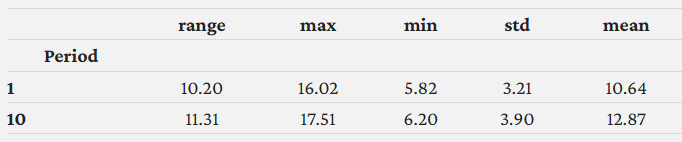 range max min std mean
Period
1 10.20 16.02 5.82 3.21 10.64
10 11.31 17.51 6.20 3.90 12.87